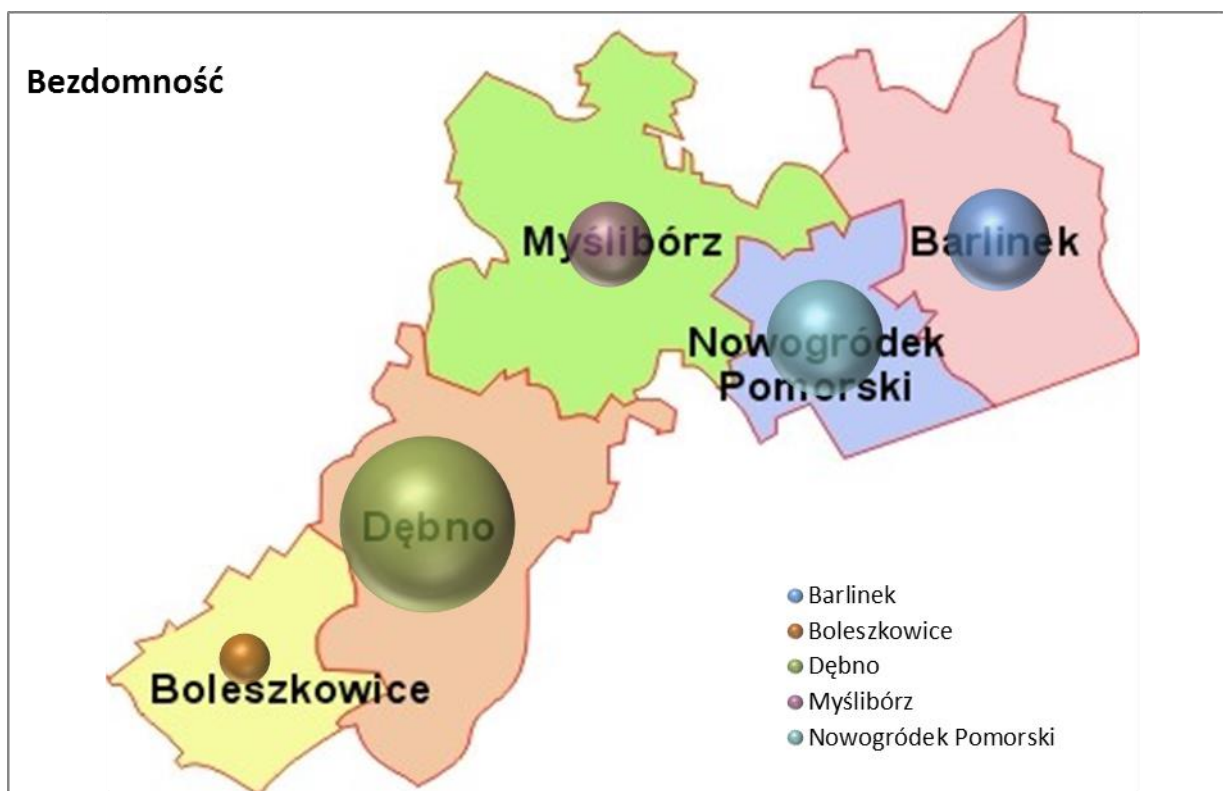 Bezdomność
Myślibórz
Barlinek
Nowogródek
Pomorski
Dębno
Boleszkowice
Barlinek
Boleszkowice
Dębno
Myślibórz
Nowogródek Pomorski